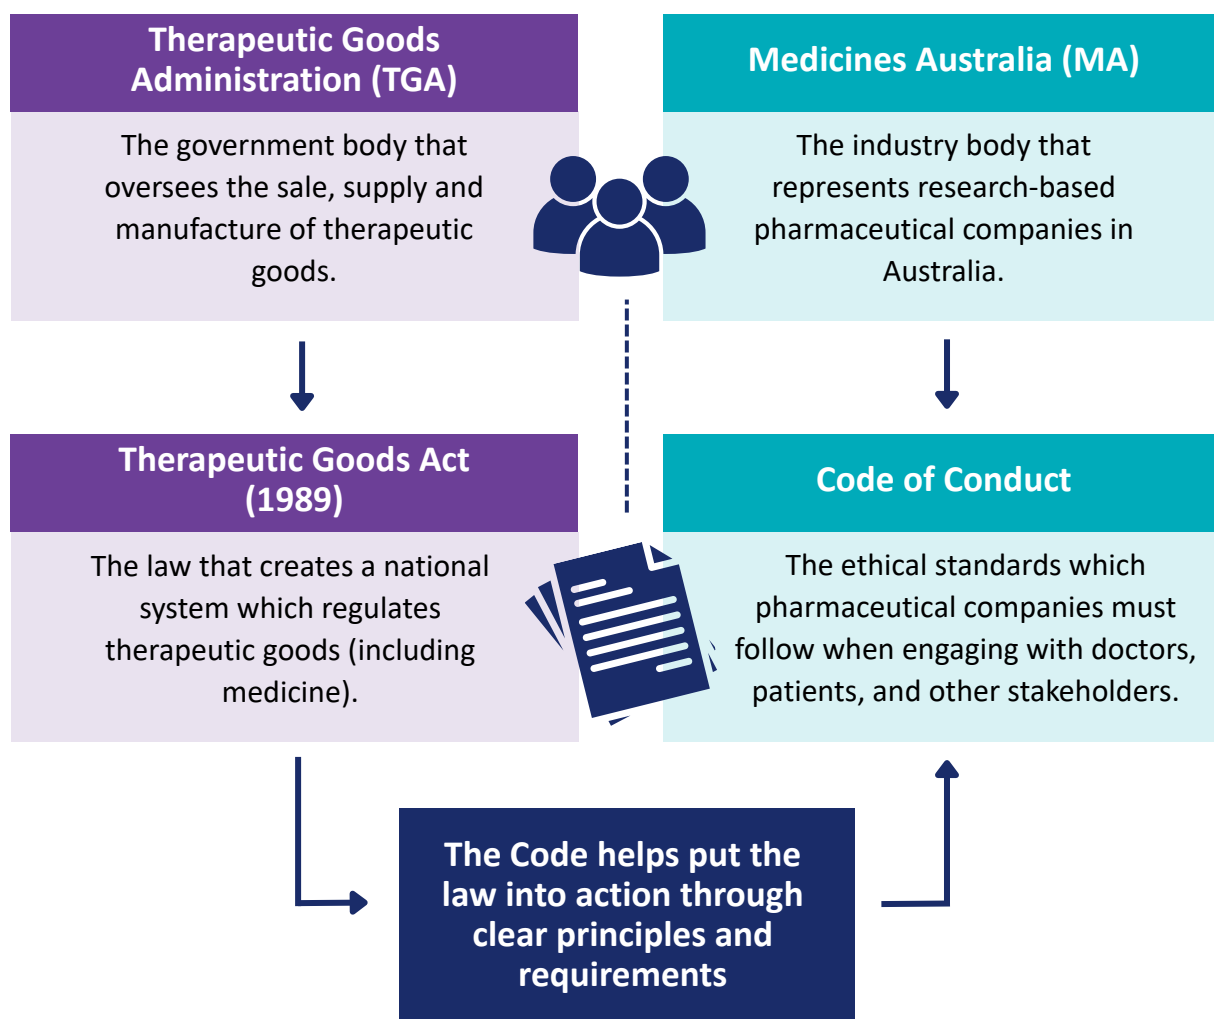 Therapeutic Goods
Administration (TGA)
The government body that
oversees the sale, supply and
manufacture of therapeutic
goods.
Medicines Australia (MA)
The industry body that
represents research-based
pharmaceutical companies in
Australia.
Therapeutic Goods Act
(1989)
The law that creates a national
system which regulates
therapeutic goods (including
medicine).
Code of Conduct
The ethical standards which
pharmaceutical companies must
follow when engaging with doctors,
patients, and other stakeholders.
The Code helps put the
law into action through
clear principles and
requirements